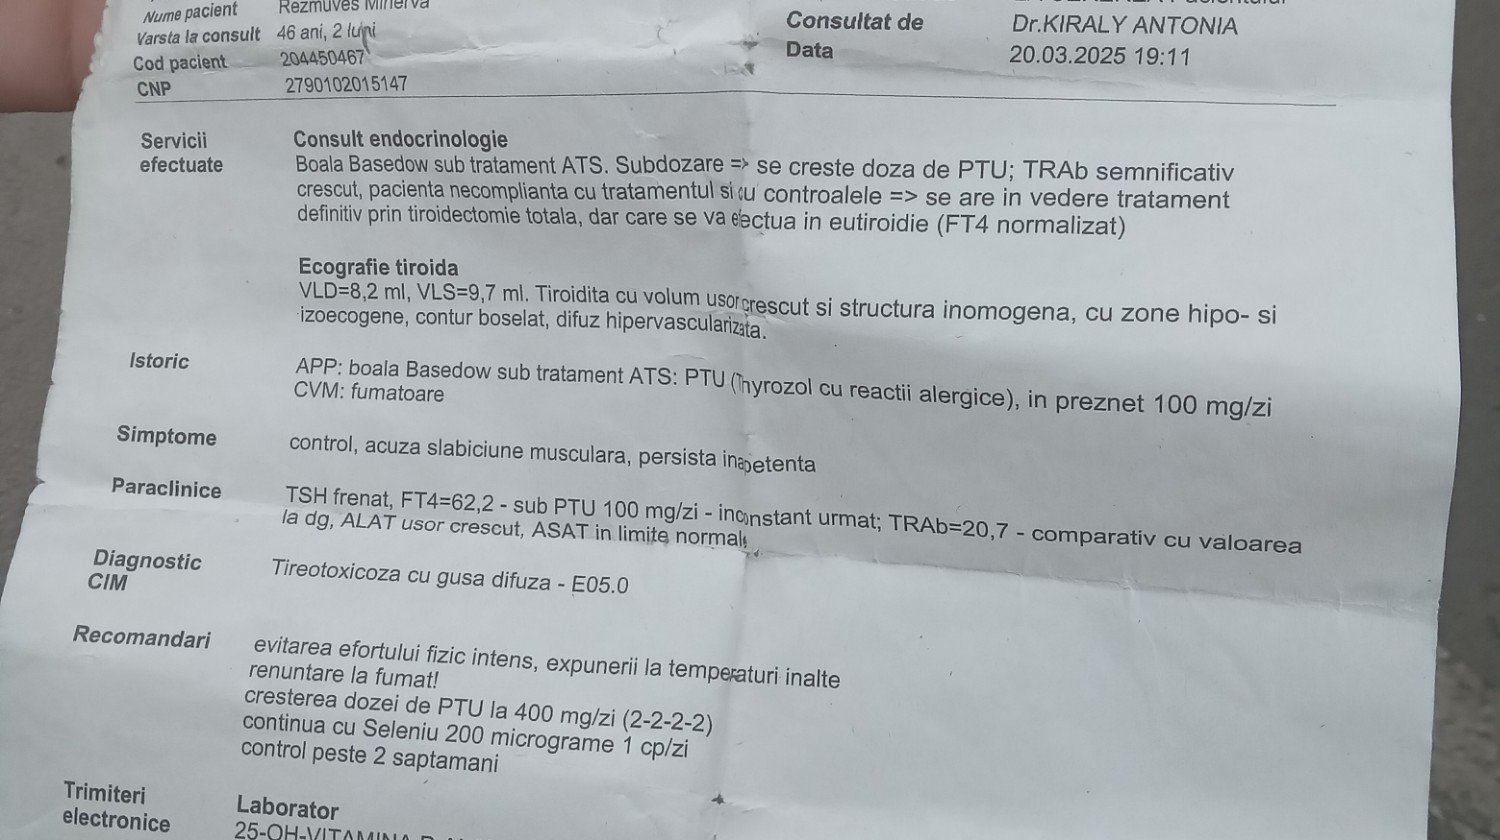 Nume pacient Rezmuves Minerva
Varsta la consult 46 ani, 2 luni
Cod pacient 204450467
CNP 2790102015147
Consultat de Dr.KIRALY ANTONIA
Data 20.03.2025 19:11
Servicii efectuate
Consult endocrinologie
Boala Basedow sub tratament ATS. Subdozare => se creste doza de PTU; TRAb semnificativ
crescut, pacienta necomplianta cu tratamentul si cu controalele => se are in vedere tratament
definitiv prin tiroidectomie totala, dar care se va efectua in eutiroidie (FT4 normalizat)
Ecografie tiroida
VLD=8,2 ml, VLS=9,7 ml. Tiroidita cu volum usor crescut si structura inomogena, cu zone hipo- si
izoecogene, contur boselat, difuz hipervascularizata.
Istoric
APP: boala Basedow sub tratament ATS: PTU (Thyrozol cu reactii alergice), in preznet 100 mg/zi
CVM: fumatoare
Simptome
control, acuza slabiciune musculara, persista inapetenta
Paraclinice
TSH frenat, FT4=62,2 - sub PTU 100 mg/zi - inconstant urmat; TRAb=20,7 - comparativ cu valoarea
la dg, ALAT usor crescut, ASAT in limite normale
Diagnostic CIM
Tireotoxicoza cu gusa difuza - E05.0
Recomandari
evitarea efortului fizic intens, expunerii la temperaturi inalte
renuntare la fumat!
cresterea dozei de PTU la 400 mg/zi (2-2-2-2)
continua cu Seleniu 200 micrograme 1 cp/zi
control peste 2 saptamani
Trimiteri electronice
Laborator
25-OH-VITAMINA